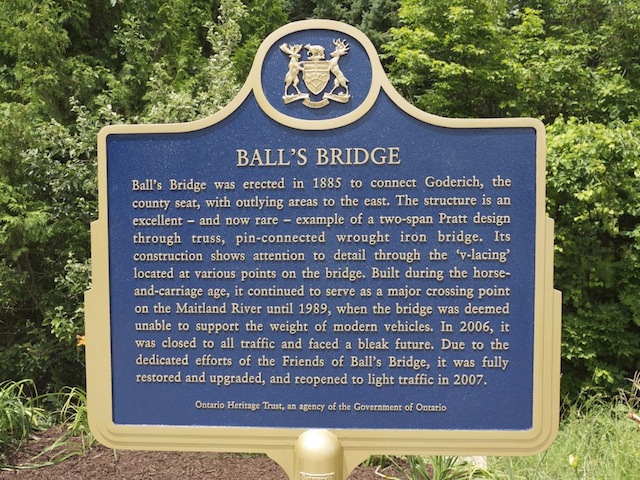 BALL'S BRIDGE
Ball's Bridge was erected in 1885 to connect Goderich, the
county seat, with outlying areas to the east. The structure is an
excellent – and now rare – example of a two-span Pratt design
through truss, pin-connected wrought iron bridge. Its
construction shows attention to detail through the 'v-lacing'
located at various points on the bridge. Built during the horse-
and-carriage age, it continued to serve as a major crossing point
on the Maitland River until 1989, when the bridge was deemed
unable to support the weight of modern vehicles. In 2006, it
was closed to all traffic and faced a bleak future. Due to the
dedicated efforts of the Friends of Ball's Bridge, it was fully
restored and upgraded, and reopened to light traffic in 2007.
Ontario Heritage Trust, an agency of the Government of Ontario